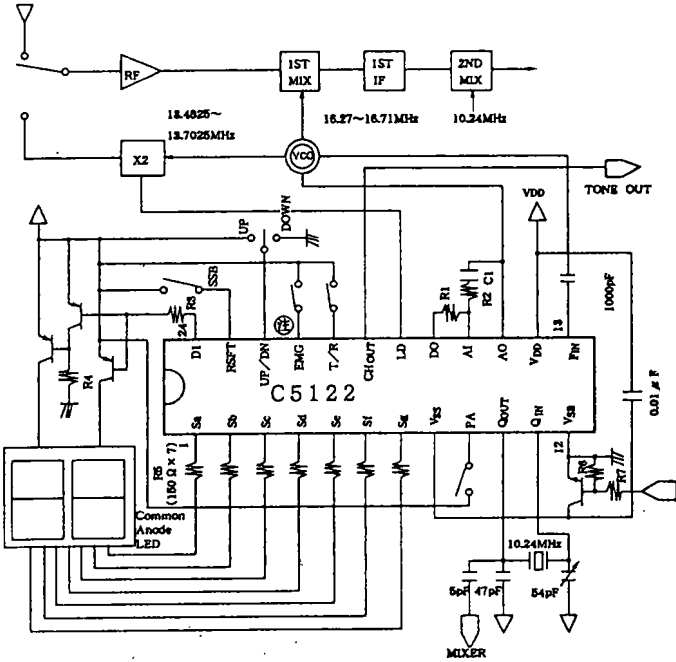 RF
1ST
MIX
1ST
IF
2ND
MIX
13.4825～
13.7025MHz
16.27～16.71MHz
10.24MHz
X2
VCO
TONE OUT
VDD
UP
DOWN
SSB
注
R3
24
R4
R1
R2
C1
1000pF
13
0.01μF
D1
RSFT
UP/DN
EMG
T/R
CHOUT
LD
DO
AI
AO
VDD
FIN
C5122
Sa
Sb
Sc
Sd
Se
Sf
Sg
VSS
PA
QOUT
QIN
VSB
1
12
R5
(150Ω×7)
R6
R7
Common
Anode
LED
10.24MHz
5pF
47pF
54pF
MIXER